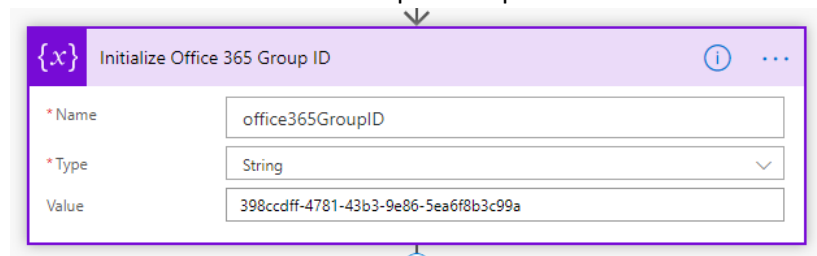 {x} Initialize Office 365 Group ID
*Name office365GroupID
*Type String
Value 398ccdff-4781-43b3-9e86-5ea6f8b3c99a